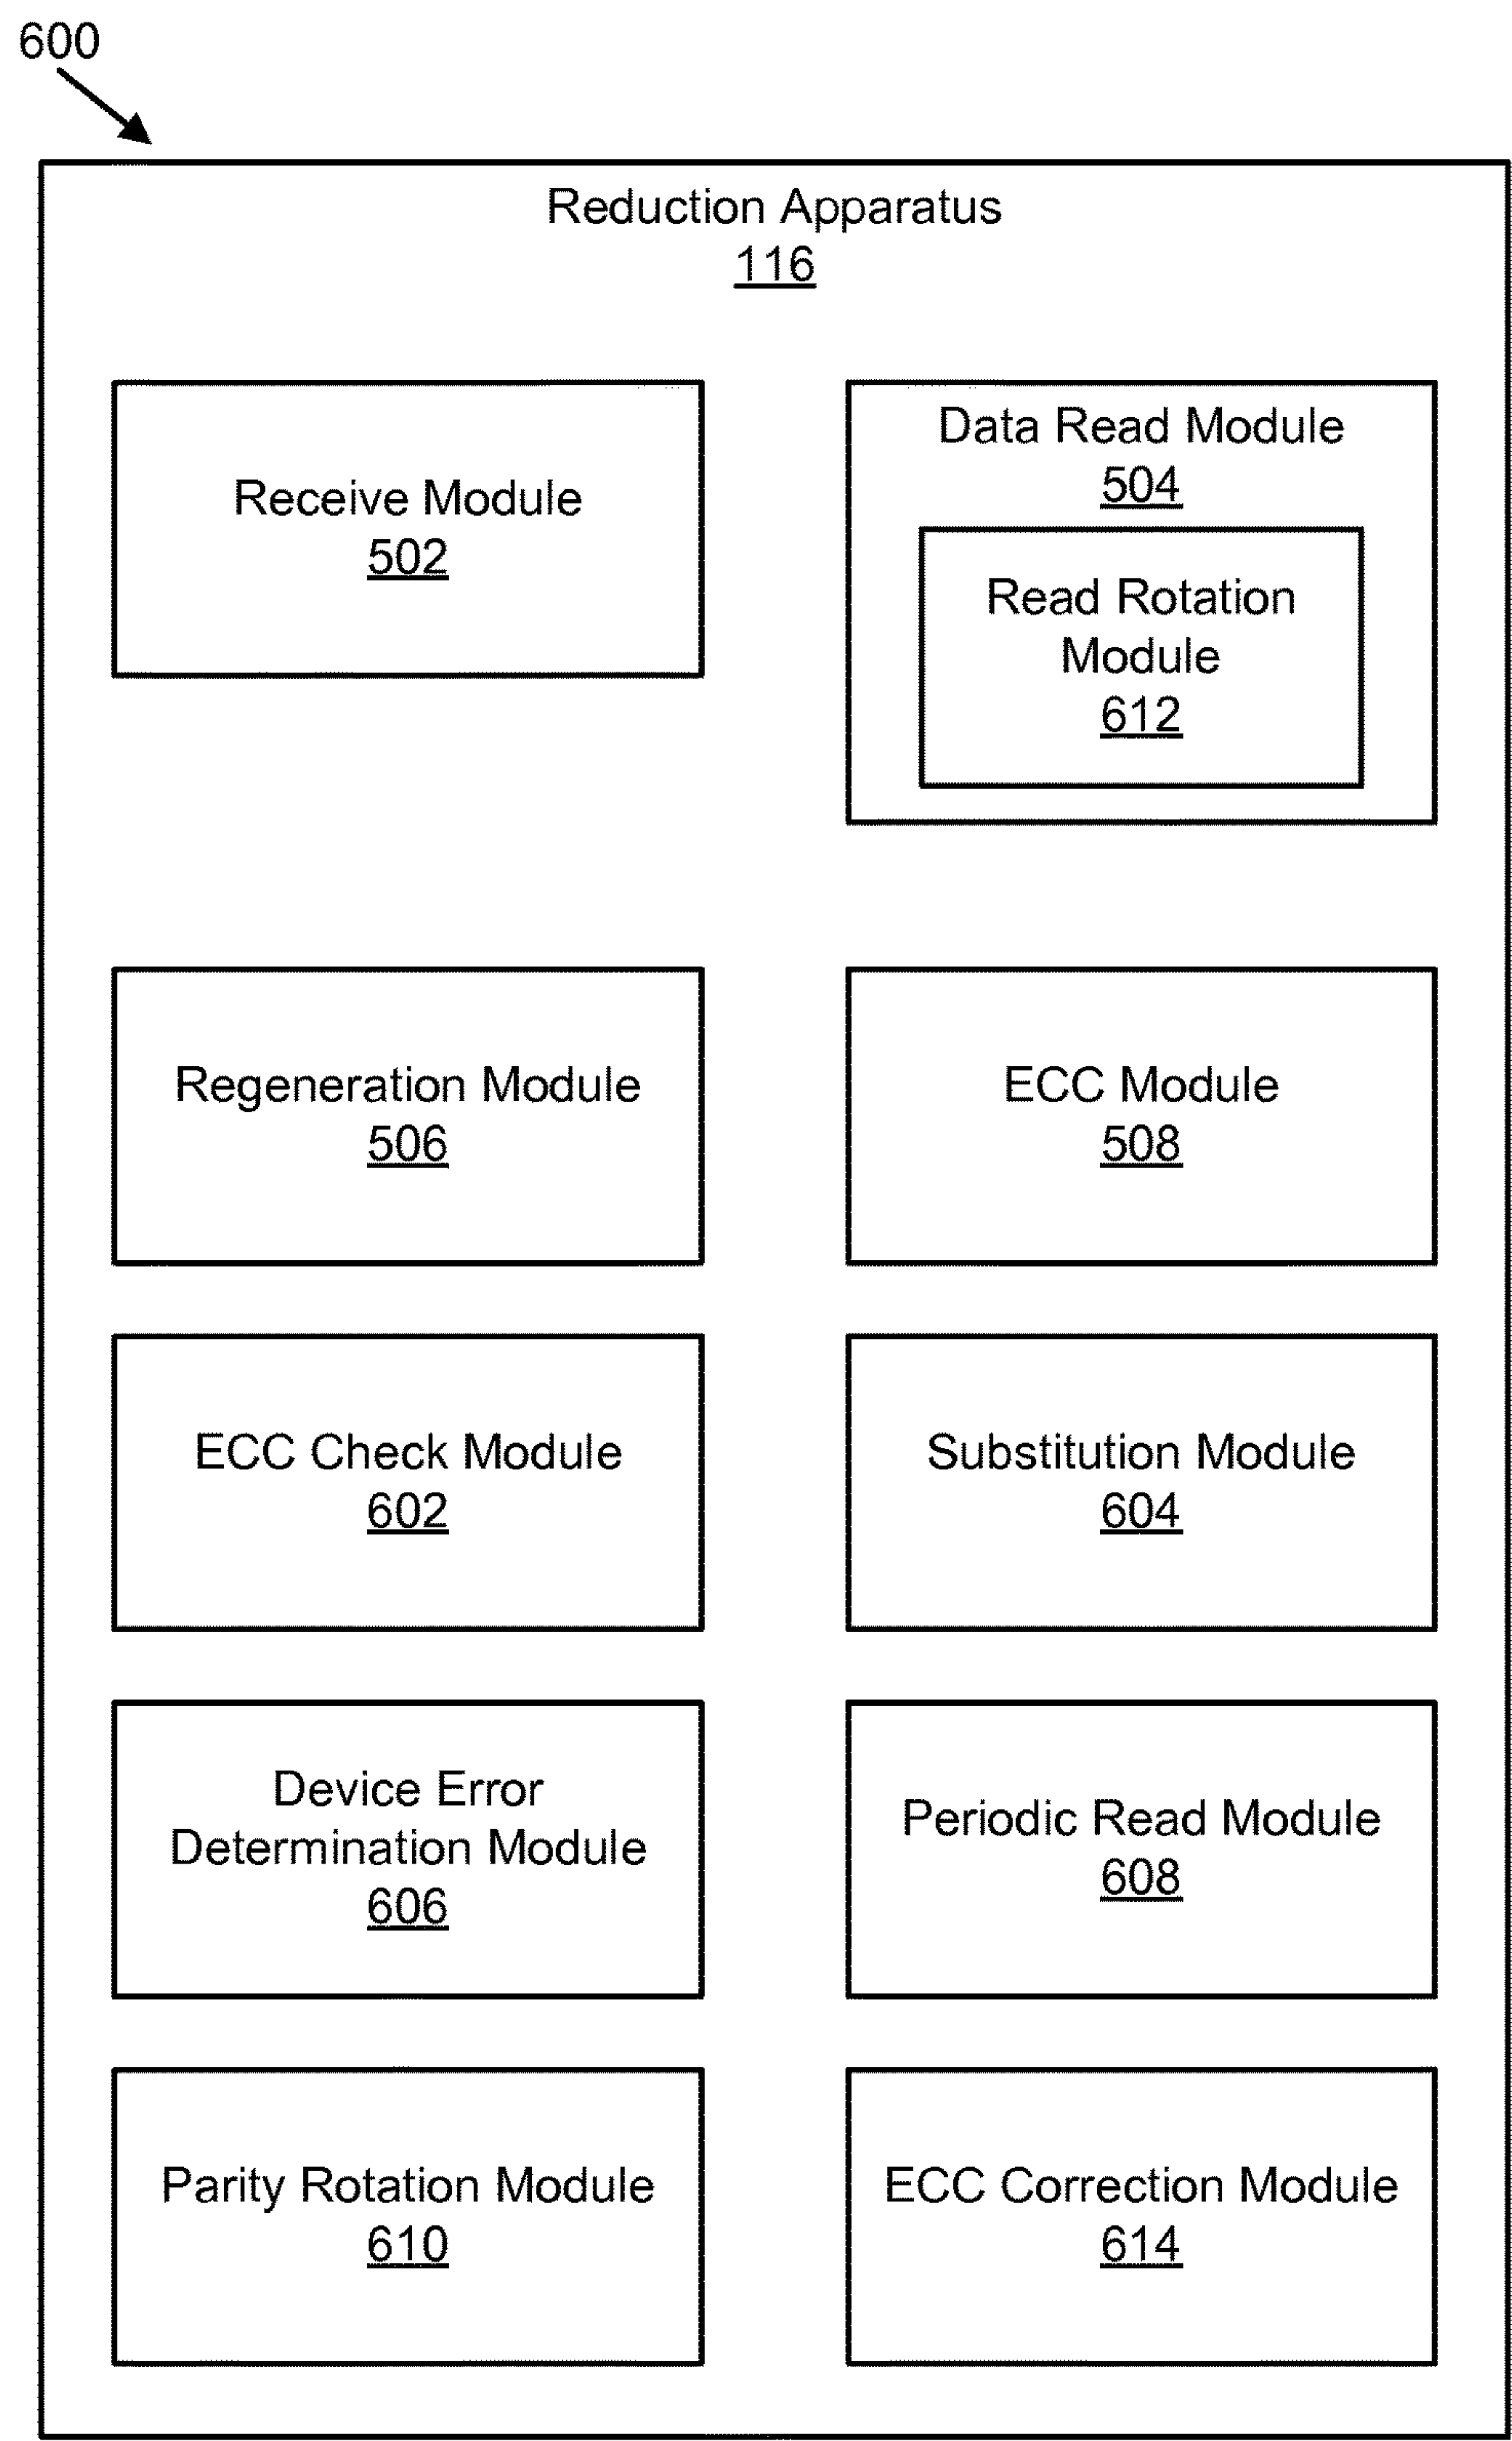 600
Reduction Apparatus
116
Receive Module
502
Data Read Module
504
Read Rotation
Module
612
Regeneration Module
506
ECC Module
508
ECC Check Module
602
Substitution Module
604
Device Error
Determination Module
606
Periodic Read Module
608
Parity Rotation Module
610
ECC Correction Module
614